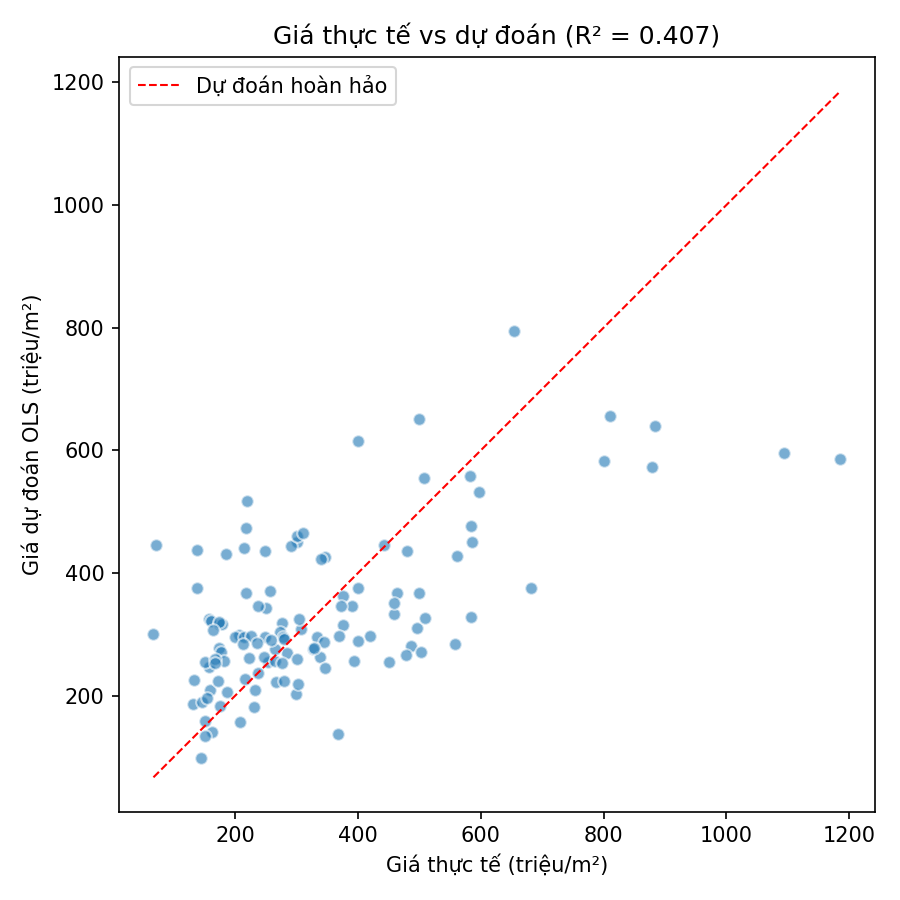 Giá thực tế vs dự đoán (R² = 0.407)
Dự đoán hoàn hảo
Giá dự đoán OLS (triệu/m²)
1200
1000
800
600
400
200
200 400 600 800 1000 1200
Giá thực tế (triệu/m²)